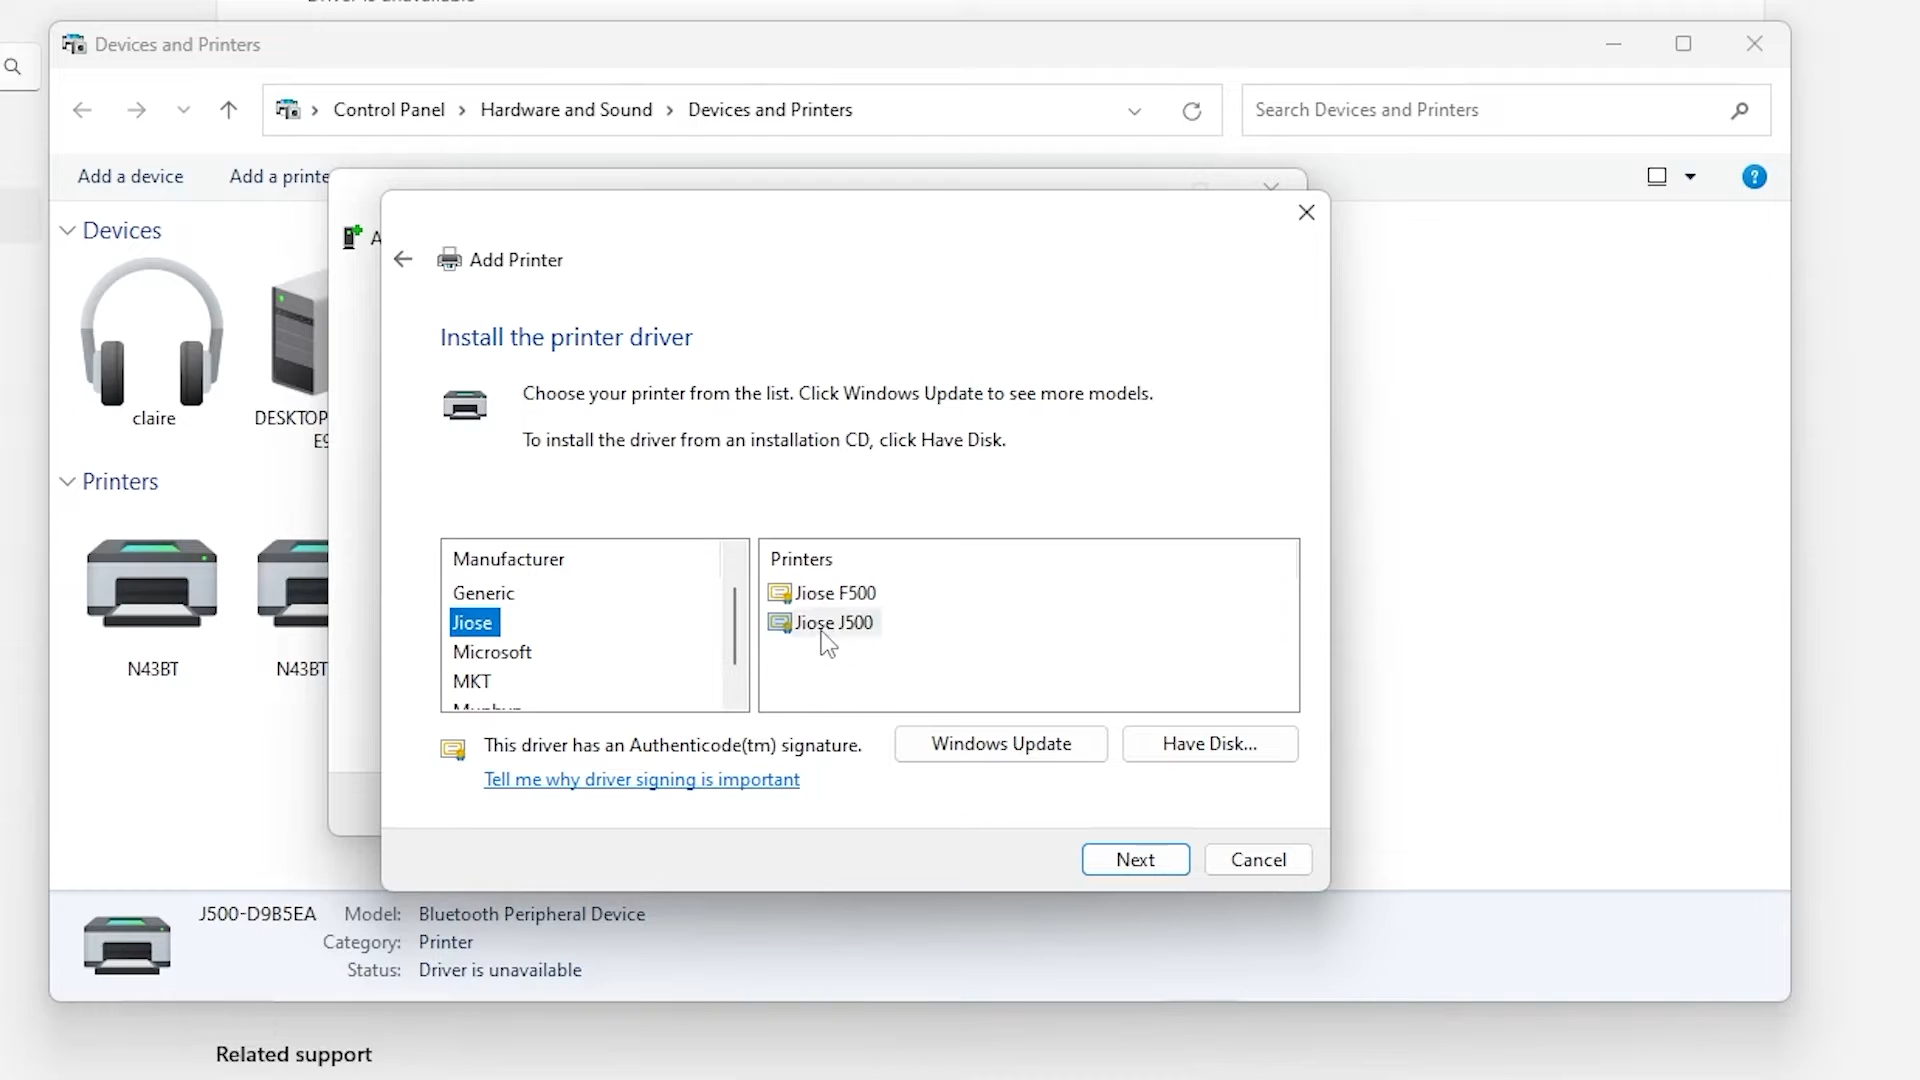 Devices and Printers
Control Panel > Hardware and Sound > Devices and Printers
Search Devices and Printers
Add a device
Add a printe
?
Devices
A
claire
DESKTOP
E9
Printers
N43BT
N43BT
Add Printer
Install the printer driver
Choose your printer from the list. Click Windows Update to see more models.
To install the driver from an installation CD, click Have Disk.
Manufacturer
Generic
Jiose
Microsoft
MKT
Printers
Jiose F500
Jiose J500
This driver has an Authenticode(tm) signature.
Tell me why driver signing is important
Windows Update
Have Disk...
Next
Cancel
J500-D9B5EA
Model: Bluetooth Peripheral Device
Category: Printer
Status: Driver is unavailable
Related support